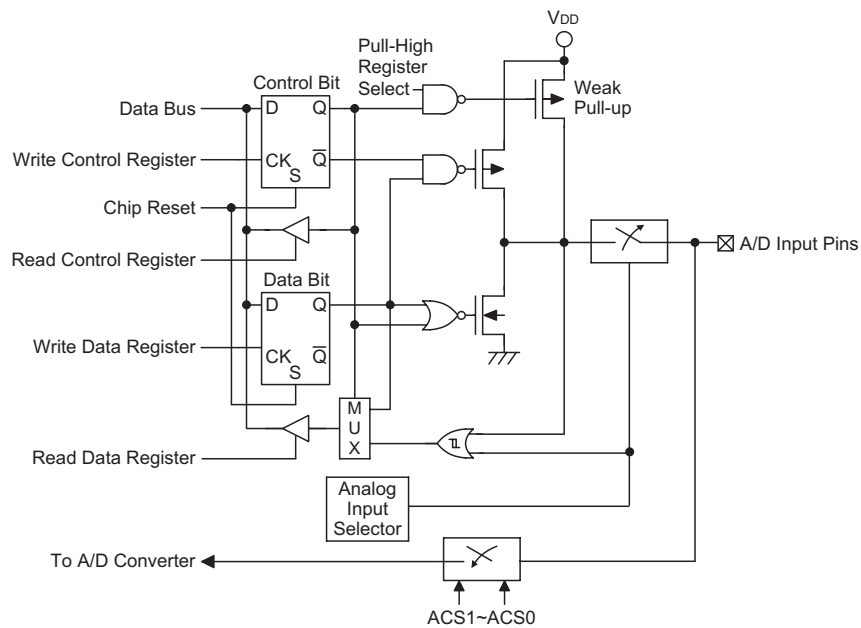 VDD
Pull-High
Register
Select
Weak
Pull-up
Control Bit
Data Bus
D
Q
Write Control Register
CK
Q̅
S
Chip Reset
Read Control Register
A/D Input Pins
Data Bit
D
Q
Write Data Register
CK
Q̅
S
M
U
X
Read Data Register
Analog
Input
Selector
To A/D Converter
ACS1~ACS0